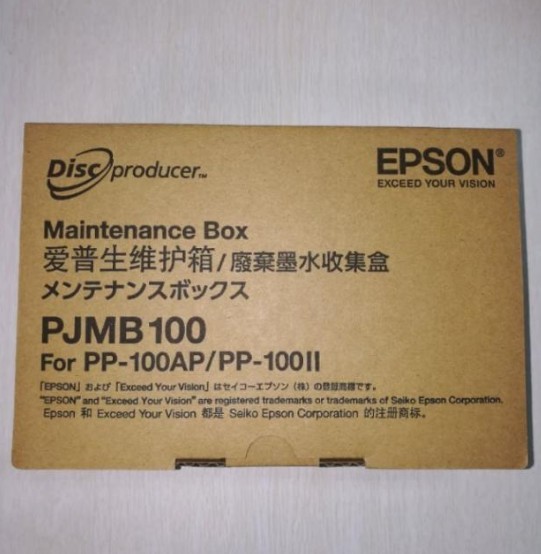 Disc producer™
EPSON®
EXCEED YOUR VISION
Maintenance Box
爱普生维护箱/廢棄墨水收集盒
メンテナンスボックス
PJMB100
For PP-100AP/PP-100II
「EPSON」および「Exceed Your Vision」はセイコーエプソン(株)の登録商標です。
"EPSON" and "Exceed Your Vision" are registered trademarks or trademarks of Seiko Epson Corporation.
Epson 和 Exceed Your Vision 都是 Seiko Epson Corporation 的注册商标。